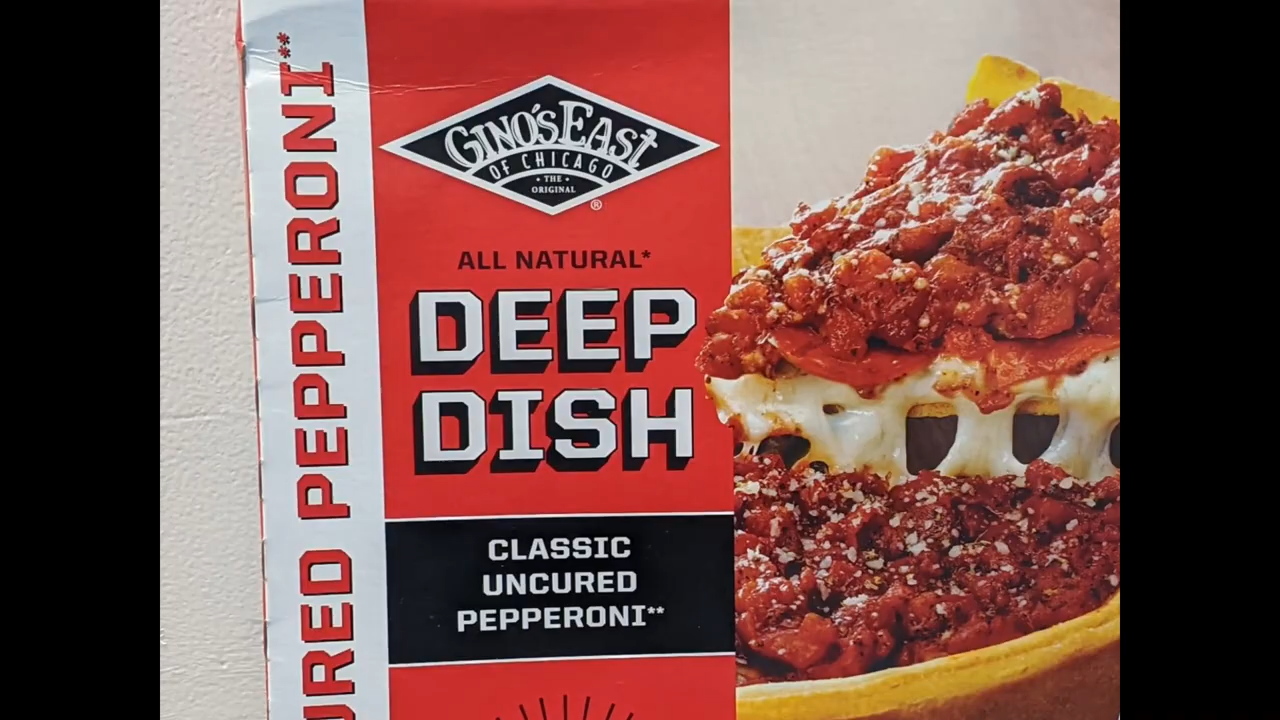 URED PEPPERONI**
GINO'S EAST
OF CHICAGO
• THE •
ORIGINAL
®
ALL NATURAL*
DEEP
DISH
CLASSIC
UNCURED
PEPPERONI**